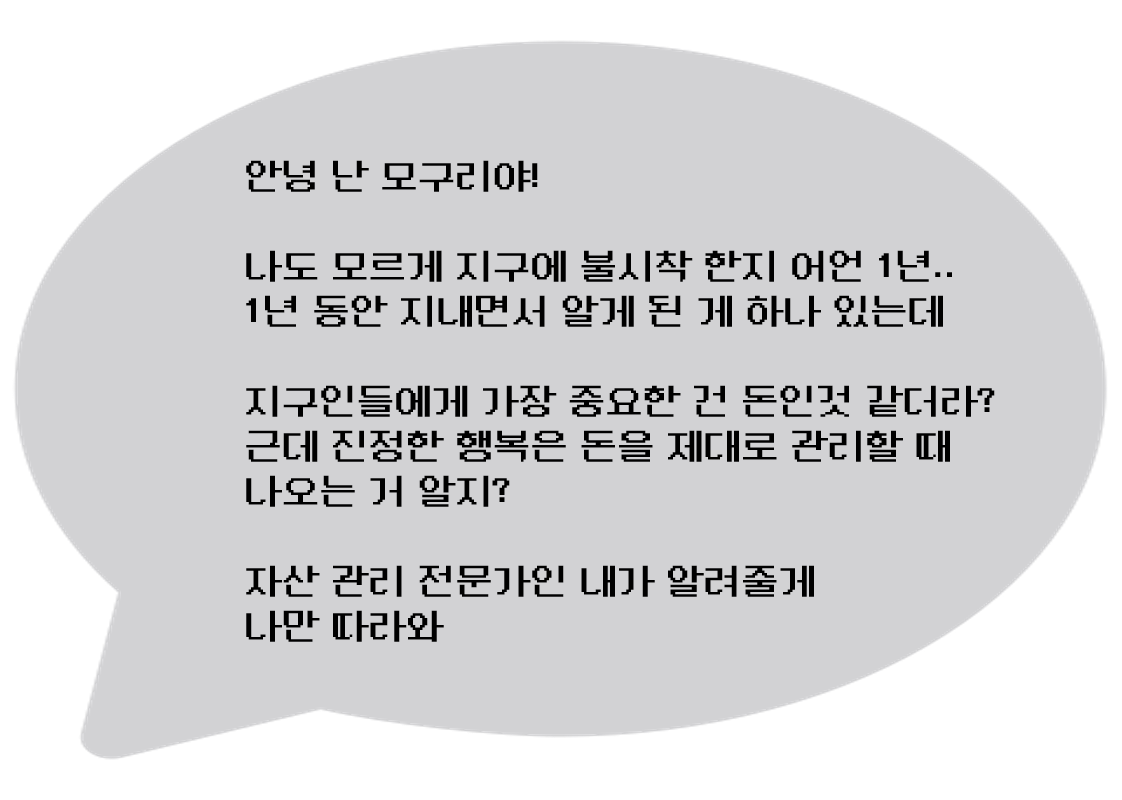 안녕 난 모구리야!
나도 모르게 지구에 불시착 한지 어언 1년..
1년 동안 지내면서 알게 된 게 하나 있는데
지구인들에게 가장 중요한 건 돈인것 같더라?
근데 진정한 행복은 돈을 제대로 관리할 때
나오는 거 알지?
자산 관리 전문가인 내가 알려줄게
나만 따라와